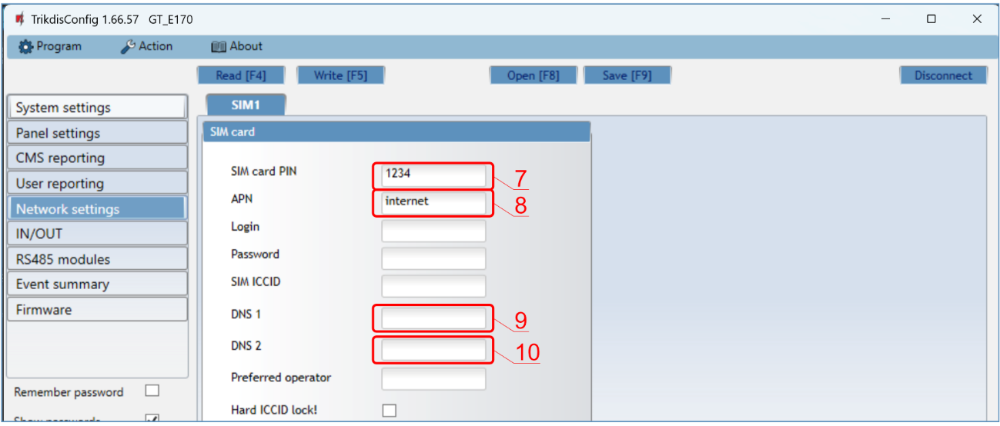 TrikdisConfig 1.66.57 GT_E170
Program Action About
Read [F4] Write [F5] Open [F8] Save [F9] Disconnect
System settings
Panel settings
CMS reporting
User reporting
Network settings
IN/OUT
RS485 modules
Event summary
Firmware
Remember password
Show passwords
SIM1
SIM card
SIM card PIN 1234 7
APN internet 8
Login
Password
SIM ICCID
DNS 1 9
DNS 2 10
Preferred operator
Hard ICCID lock!